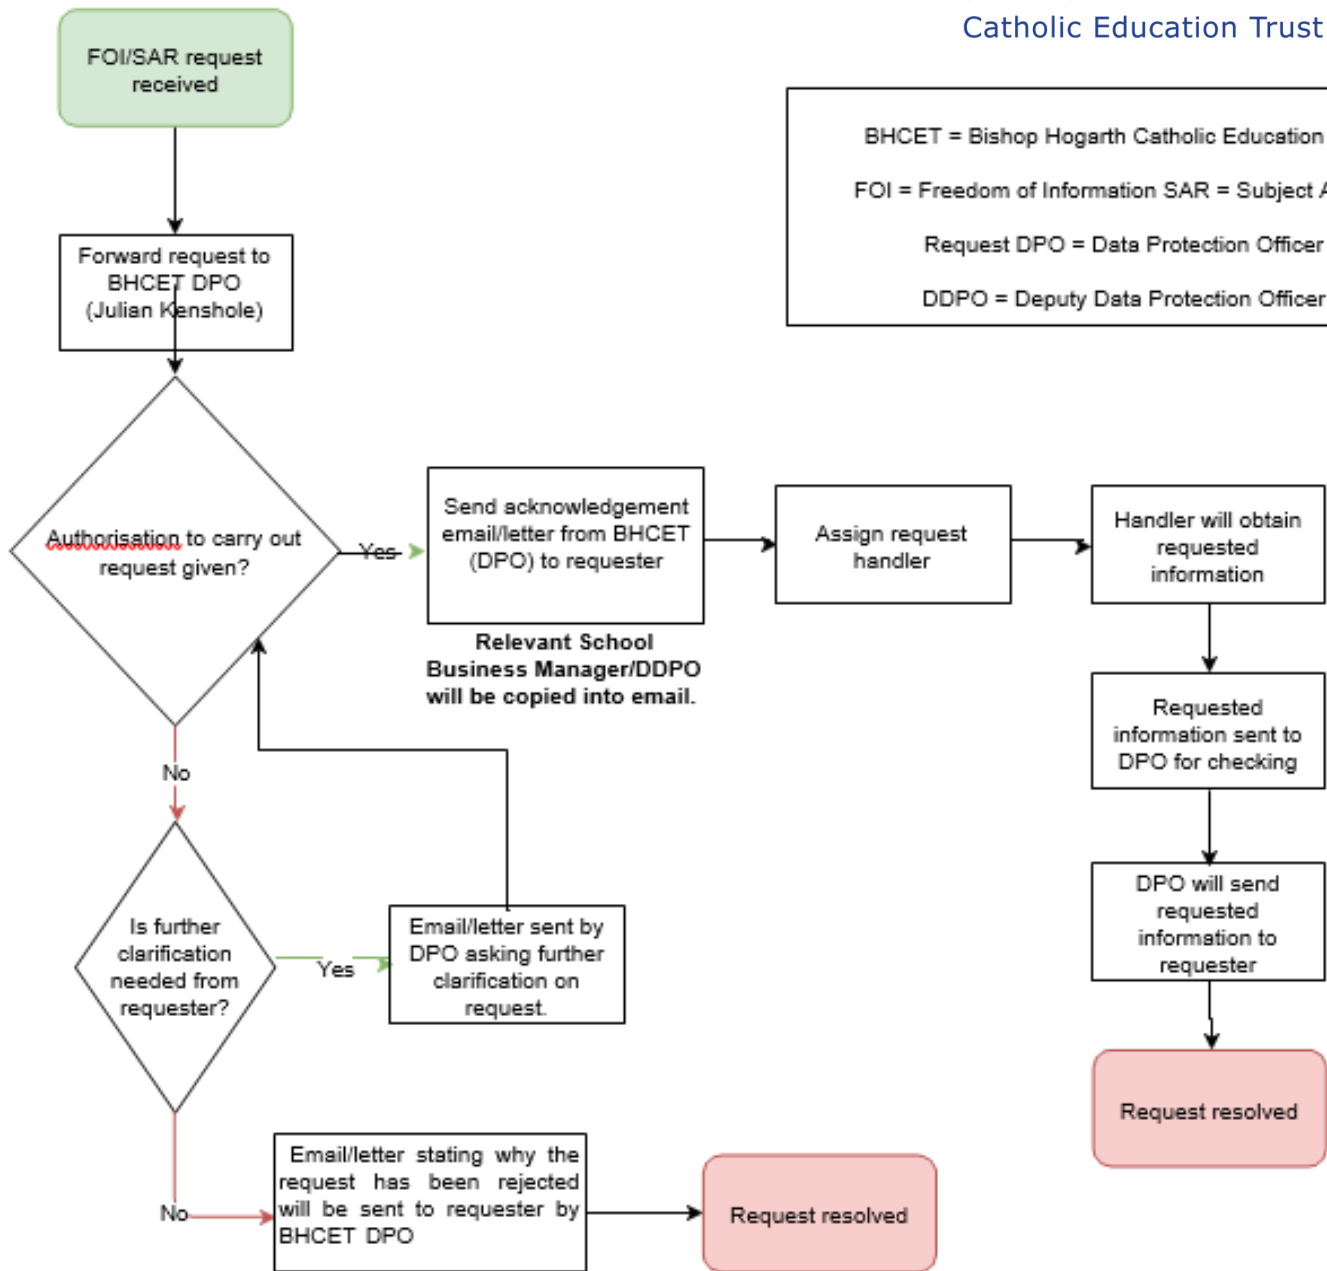 Catholic Education Trust
FOI/SAR request
received
BHCET = Bishop Hogarth Catholic Education
FOI = Freedom of Information SAR = Subject A
Request DPO = Data Protection Officer
DDPO = Deputy Data Protection Officer
Forward request to
BHCET DPO
(Julian Kenshole)
Authorisation to carry out
request given?
Yes
Send acknowledgement
email/letter from BHCET
(DPO) to requester
Relevant School
Business Manager/DDPO
will be copied into email.
Assign request
handler
Handler will obtain
requested
information
Requested
information sent to
DPO for checking
DPO will send
requested
information to
requester
Request resolved
No
Is further
clarification
needed from
requester?
Yes
Email/letter sent by
DPO asking further
clarification on
request.
No
Email/letter stating why the
request has been rejected
will be sent to requester by
BHCET DPO
Request resolved